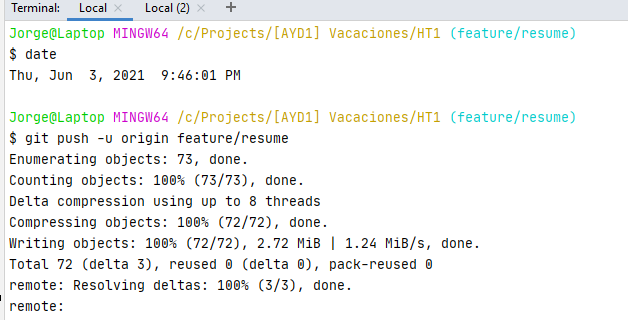 Terminal: Local × Local (2) × +
Jorge@Laptop MINGW64 /c/Projects/[AYD1] Vacaciones/HT1 (feature/resume)
$ date
Thu, Jun  3, 2021  9:46:01 PM
Jorge@Laptop MINGW64 /c/Projects/[AYD1] Vacaciones/HT1 (feature/resume)
$ git push -u origin feature/resume
Enumerating objects: 73, done.
Counting objects: 100% (73/73), done.
Delta compression using up to 8 threads
Compressing objects: 100% (72/72), done.
Writing objects: 100% (72/72), 2.72 MiB | 1.24 MiB/s, done.
Total 72 (delta 3), reused 0 (delta 0), pack-reused 0
remote: Resolving deltas: 100% (3/3), done.
remote: